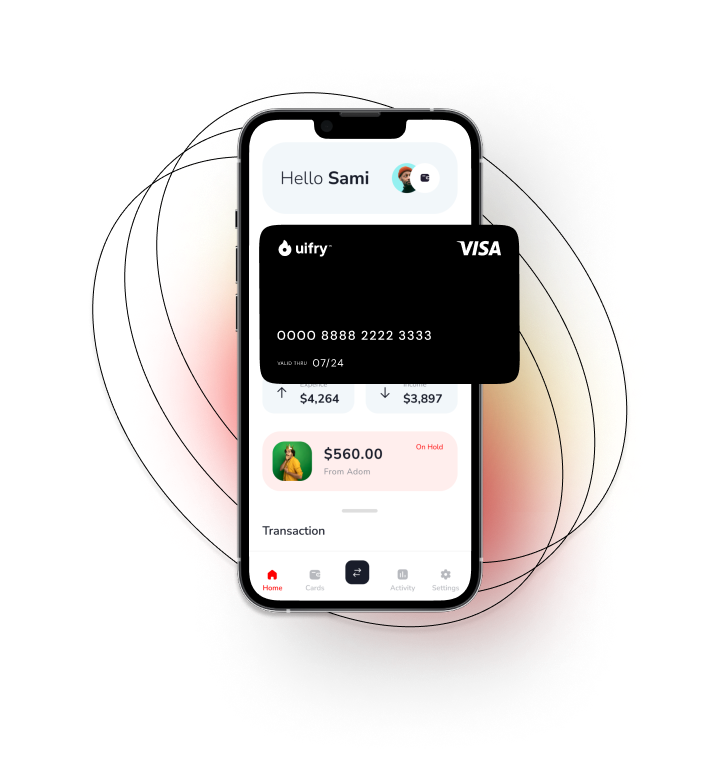 Hello Sami
uifry™
VISA
0000 8888 2222 3333
VALID THRU 07/24
Expence Income
$4,264 $3,897
$560.00 On Hold
From Adom
Transaction
Home Cards Activity Settings